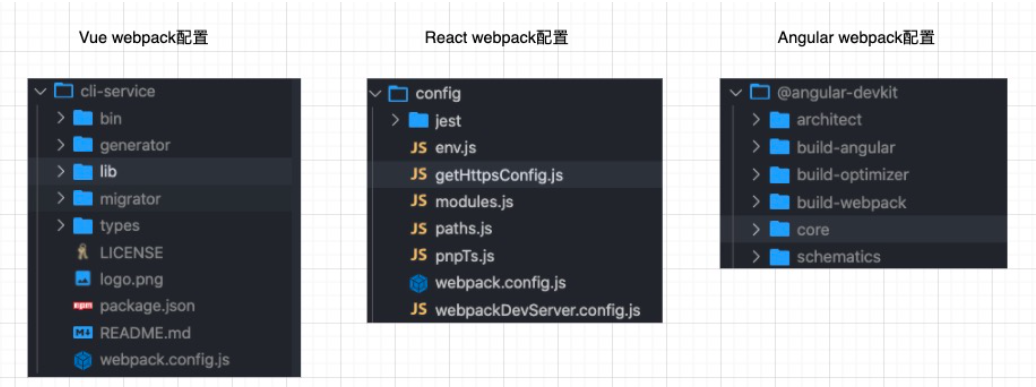 Vue webpack配置
React webpack配置
Angular webpack配置
cli-service
bin
generator
lib
migrator
types
LICENSE
logo.png
npm package.json
M↓ README.md
webpack.config.js
config
jest
JS env.js
JS getHttpsConfig.js
JS modules.js
JS paths.js
JS pnpTs.js
webpack.config.js
JS webpackDevServer.config.js
@angular-devkit
architect
build-angular
build-optimizer
build-webpack
core
schematics